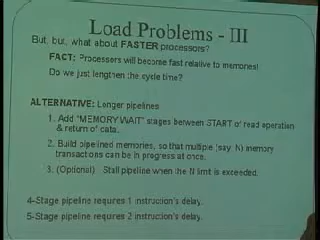 Load Problems - III
But, but, what about FASTER processors?
FACT: Processors will become fast relative to memories!
Do we just lengthen the cycle time?
ALTERNATIVE: Longer pipelines.
1. Add "MEMORY WAIT" stages between START of read operation
& return of data.
2. Build pipelined memories, so that multiple (say, N) memory
transactions can be in progress at once.
3. (Optional) Stall pipeline when the N limit is exceeded.
4-Stage pipeline requires 1 instruction's delay.
5-Stage pipeline requires 2 instruction's delay.